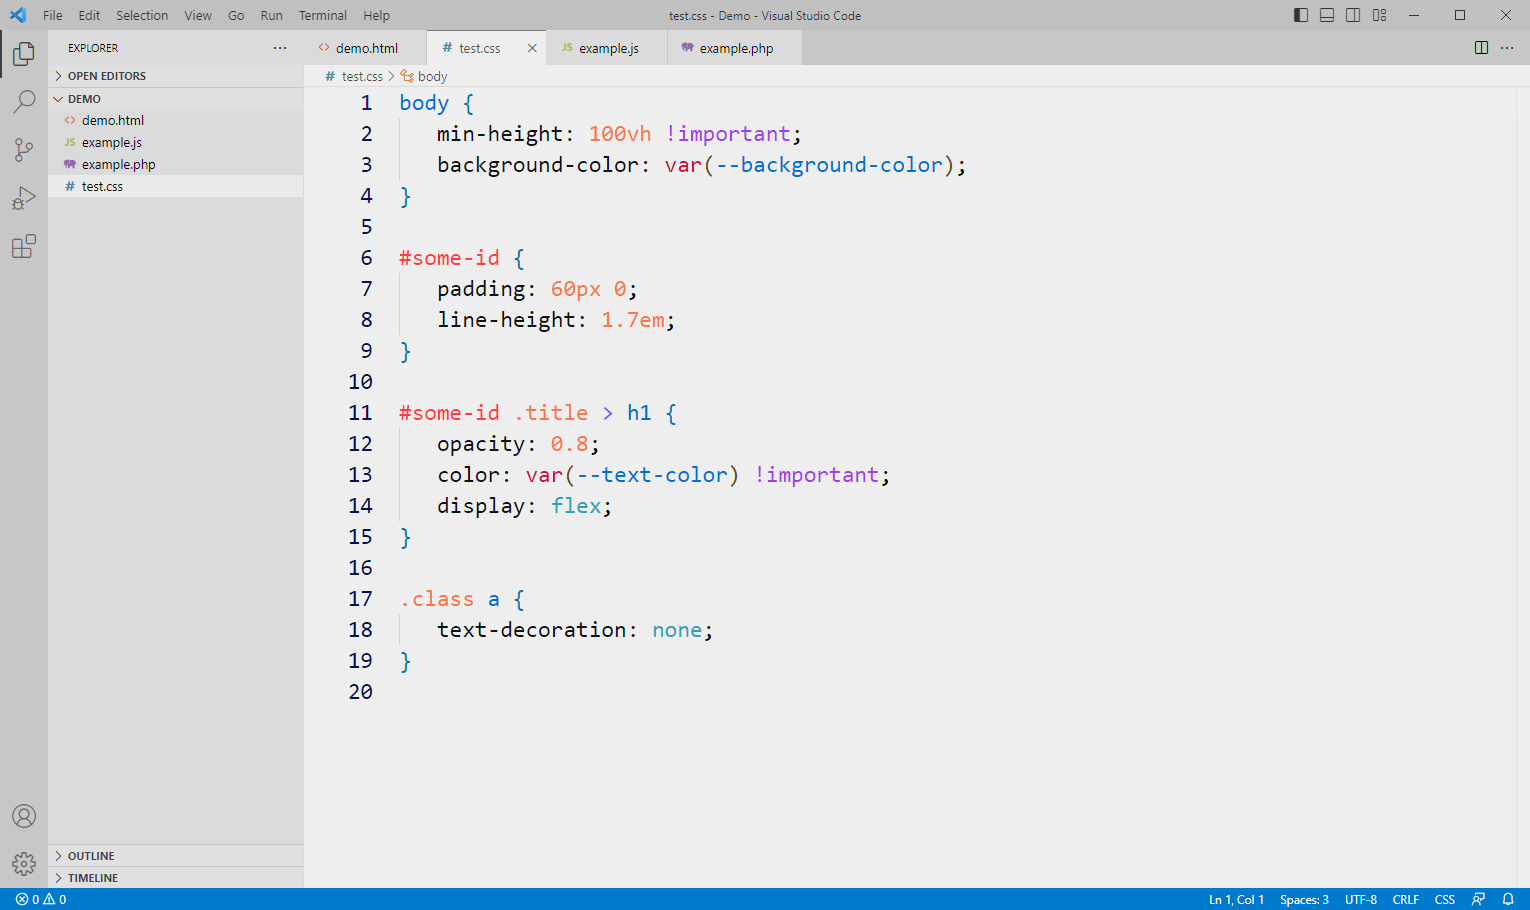 File Edit Selection View Go Run Terminal Help
test.css - Demo - Visual Studio Code
EXPLORER
OPEN EDITORS
DEMO
<> demo.html
JS example.js
example.php
# test.css
OUTLINE
TIMELINE
<> demo.html
# test.css
JS example.js
example.php
# test.css > body
1 body {
2 min-height: 100vh !important;
3 background-color: var(--background-color);
4 }
5
6 #some-id {
7 padding: 60px 0;
8 line-height: 1.7em;
9 }
10
11 #some-id .title > h1 {
12 opacity: 0.8;
13 color: var(--text-color) !important;
14 display: flex;
15 }
16
17 .class a {
18 text-decoration: none;
19 }
20
0 0
Ln 1, Col 1 Spaces: 3 UTF-8 CRLF CSS